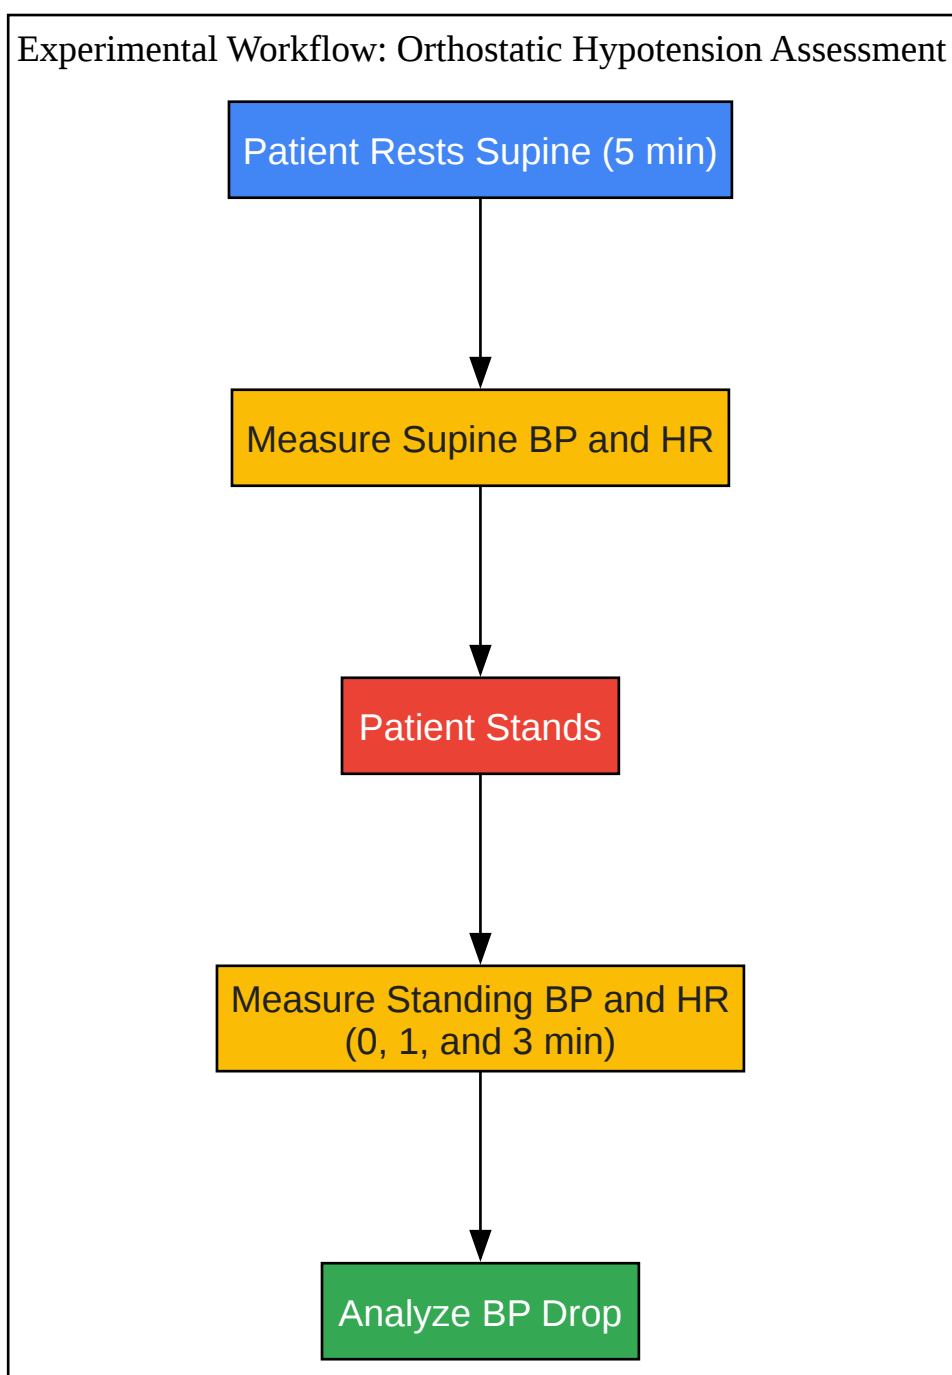 Experimental Workflow: Orthostatic Hypotension Assessment
Patient Rests Supine (5 min)
Measure Supine BP and HR
Patient Stands
Measure Standing BP and HR
(0, 1, and 3 min)
Analyze BP Drop